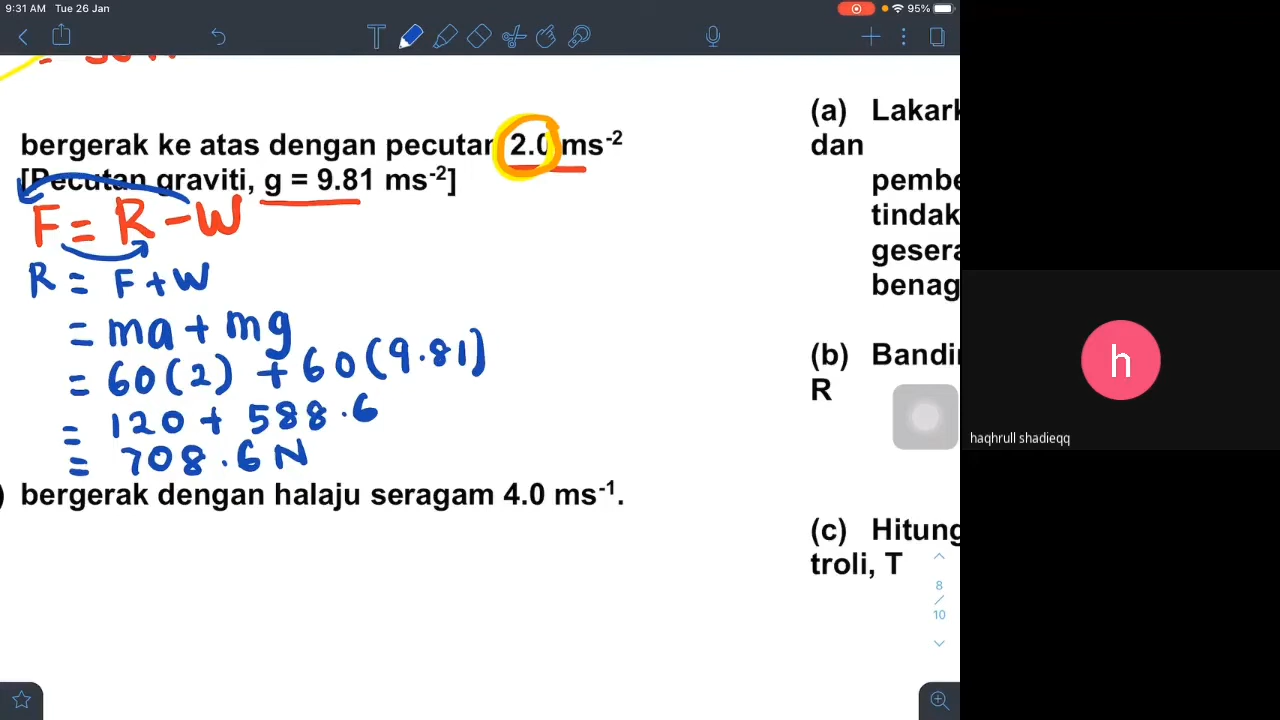 9:31 AM Tue 26 Jan
95%
bergerak ke atas dengan pecutan 2.0 ms-2
[Pecutan graviti, g = 9.81 ms-2]
F = R - W
R = F + W
= ma + mg
= 60(2) + 60(9.81)
= 120 + 588.6
= 708.6 N
) bergerak dengan halaju seragam 4.0 ms-1.
(a) Lakark
dan
pembe
tindak
gesera
benag
(b) Bandin
R
(c) Hitung
troli, T
8
/
10
h
haqhrull shadieqq